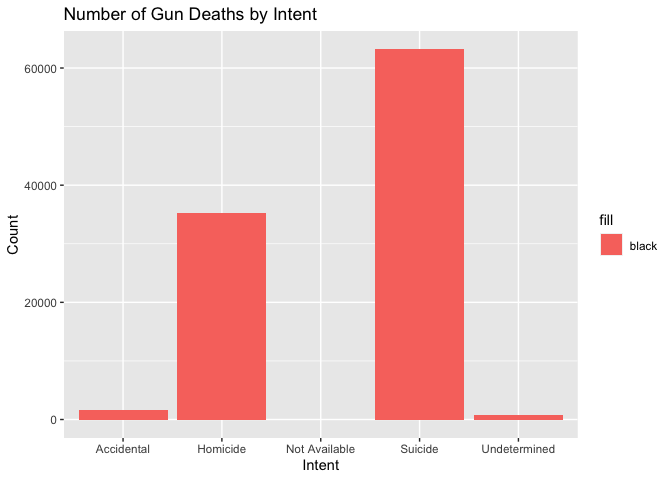 Number of Gun Deaths by Intent
60000
40000
20000
0
Count
Accidental Homicide Not Available Suicide Undetermined
Intent
fill
black